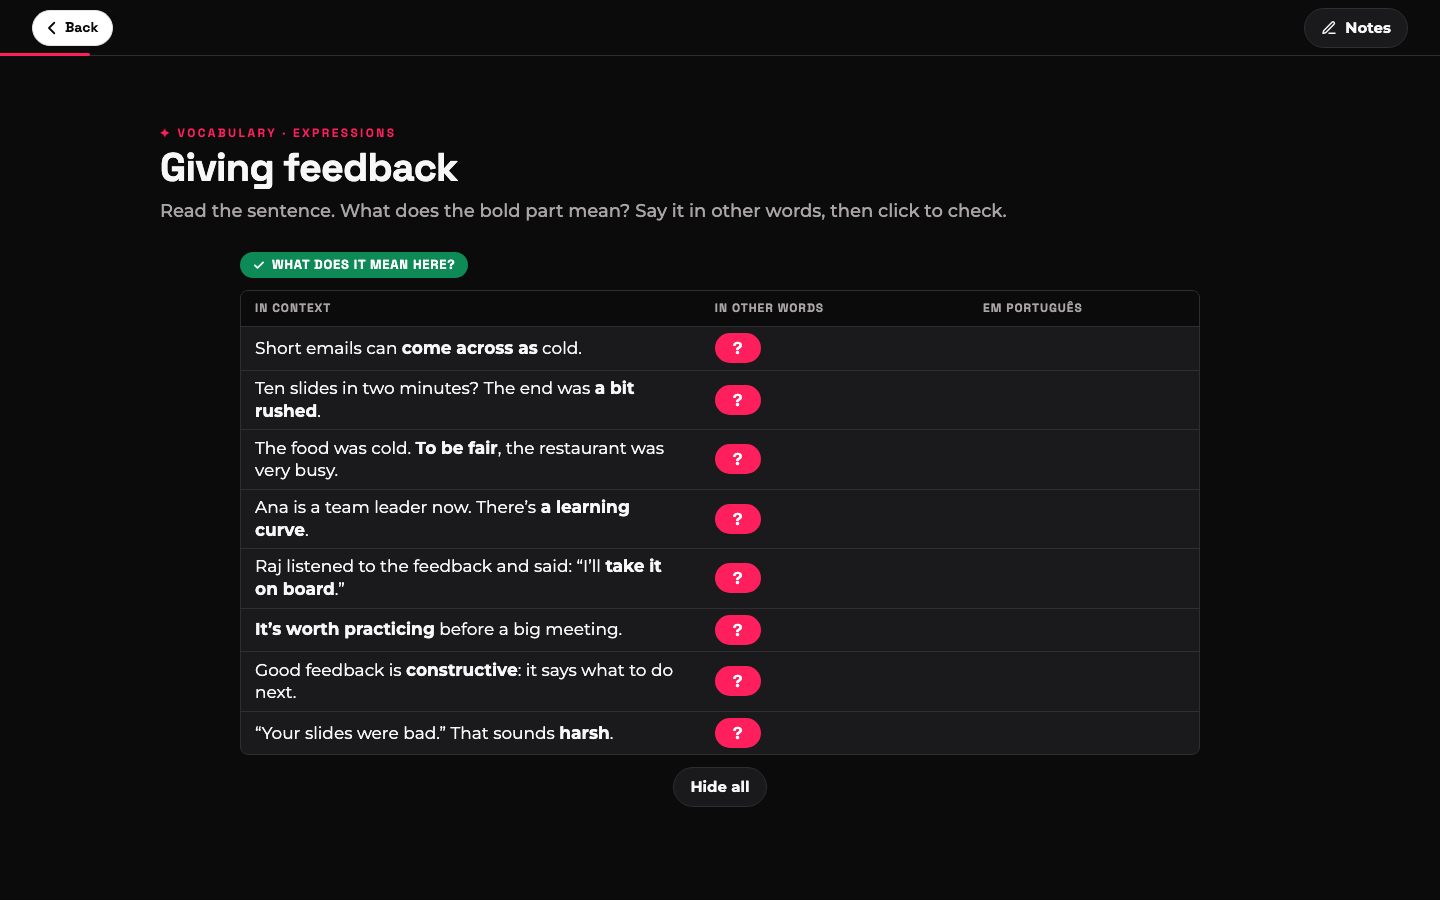 Back
Notes
VOCABULARY · EXPRESSIONS
Giving feedback
Read the sentence. What does the bold part mean? Say it in other words, then click to check.
WHAT DOES IT MEAN HERE?
IN CONTEXT
IN OTHER WORDS
EM PORTUGUÊS
Short emails can come across as cold.
?
Ten slides in two minutes? The end was a bit
rushed.
?
The food was cold. To be fair, the restaurant was
very busy.
?
Ana is a team leader now. There’s a learning
curve.
?
Raj listened to the feedback and said: “I’ll take it
on board.”
?
It’s worth practicing before a big meeting.
?
Good feedback is constructive: it says what to do
next.
?
“Your slides were bad.” That sounds harsh.
?
Hide all